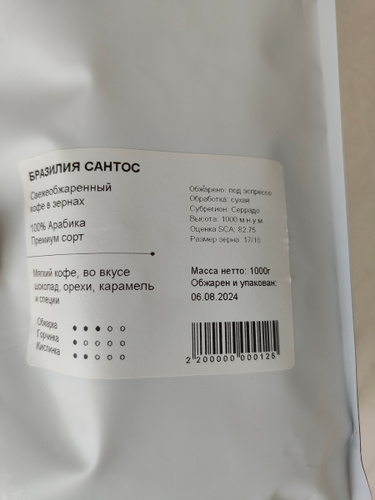 БРАЗИЛИЯ САНТОС
Свежеобжаренный
кофе в зернах
100% Арабика
Премиум сорт
Мягкий кофе, во вкусе
шоколад, орехи, карамель
и специи
Обжарка
Горчинка
Кислинка
Обжарено: под эспрессо
Обработка: сухая
Субрегион: Серрадо
Высота: 1000 м.н.у.м.
Оценка SCA: 82.75
Размер зерна: 17/18
Масса нетто: 1000г
Обжарен и упакован:
06.08.2024
2 200000 000125